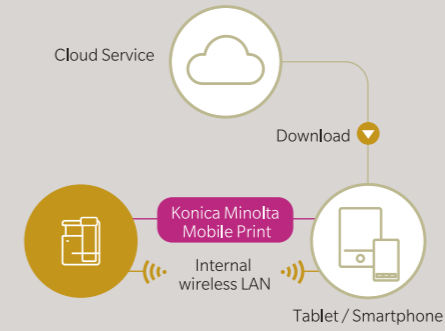 Cloud Service
Download
Konica Minolta
Mobile Print
Internal
wireless LAN
Tablet / Smartphone